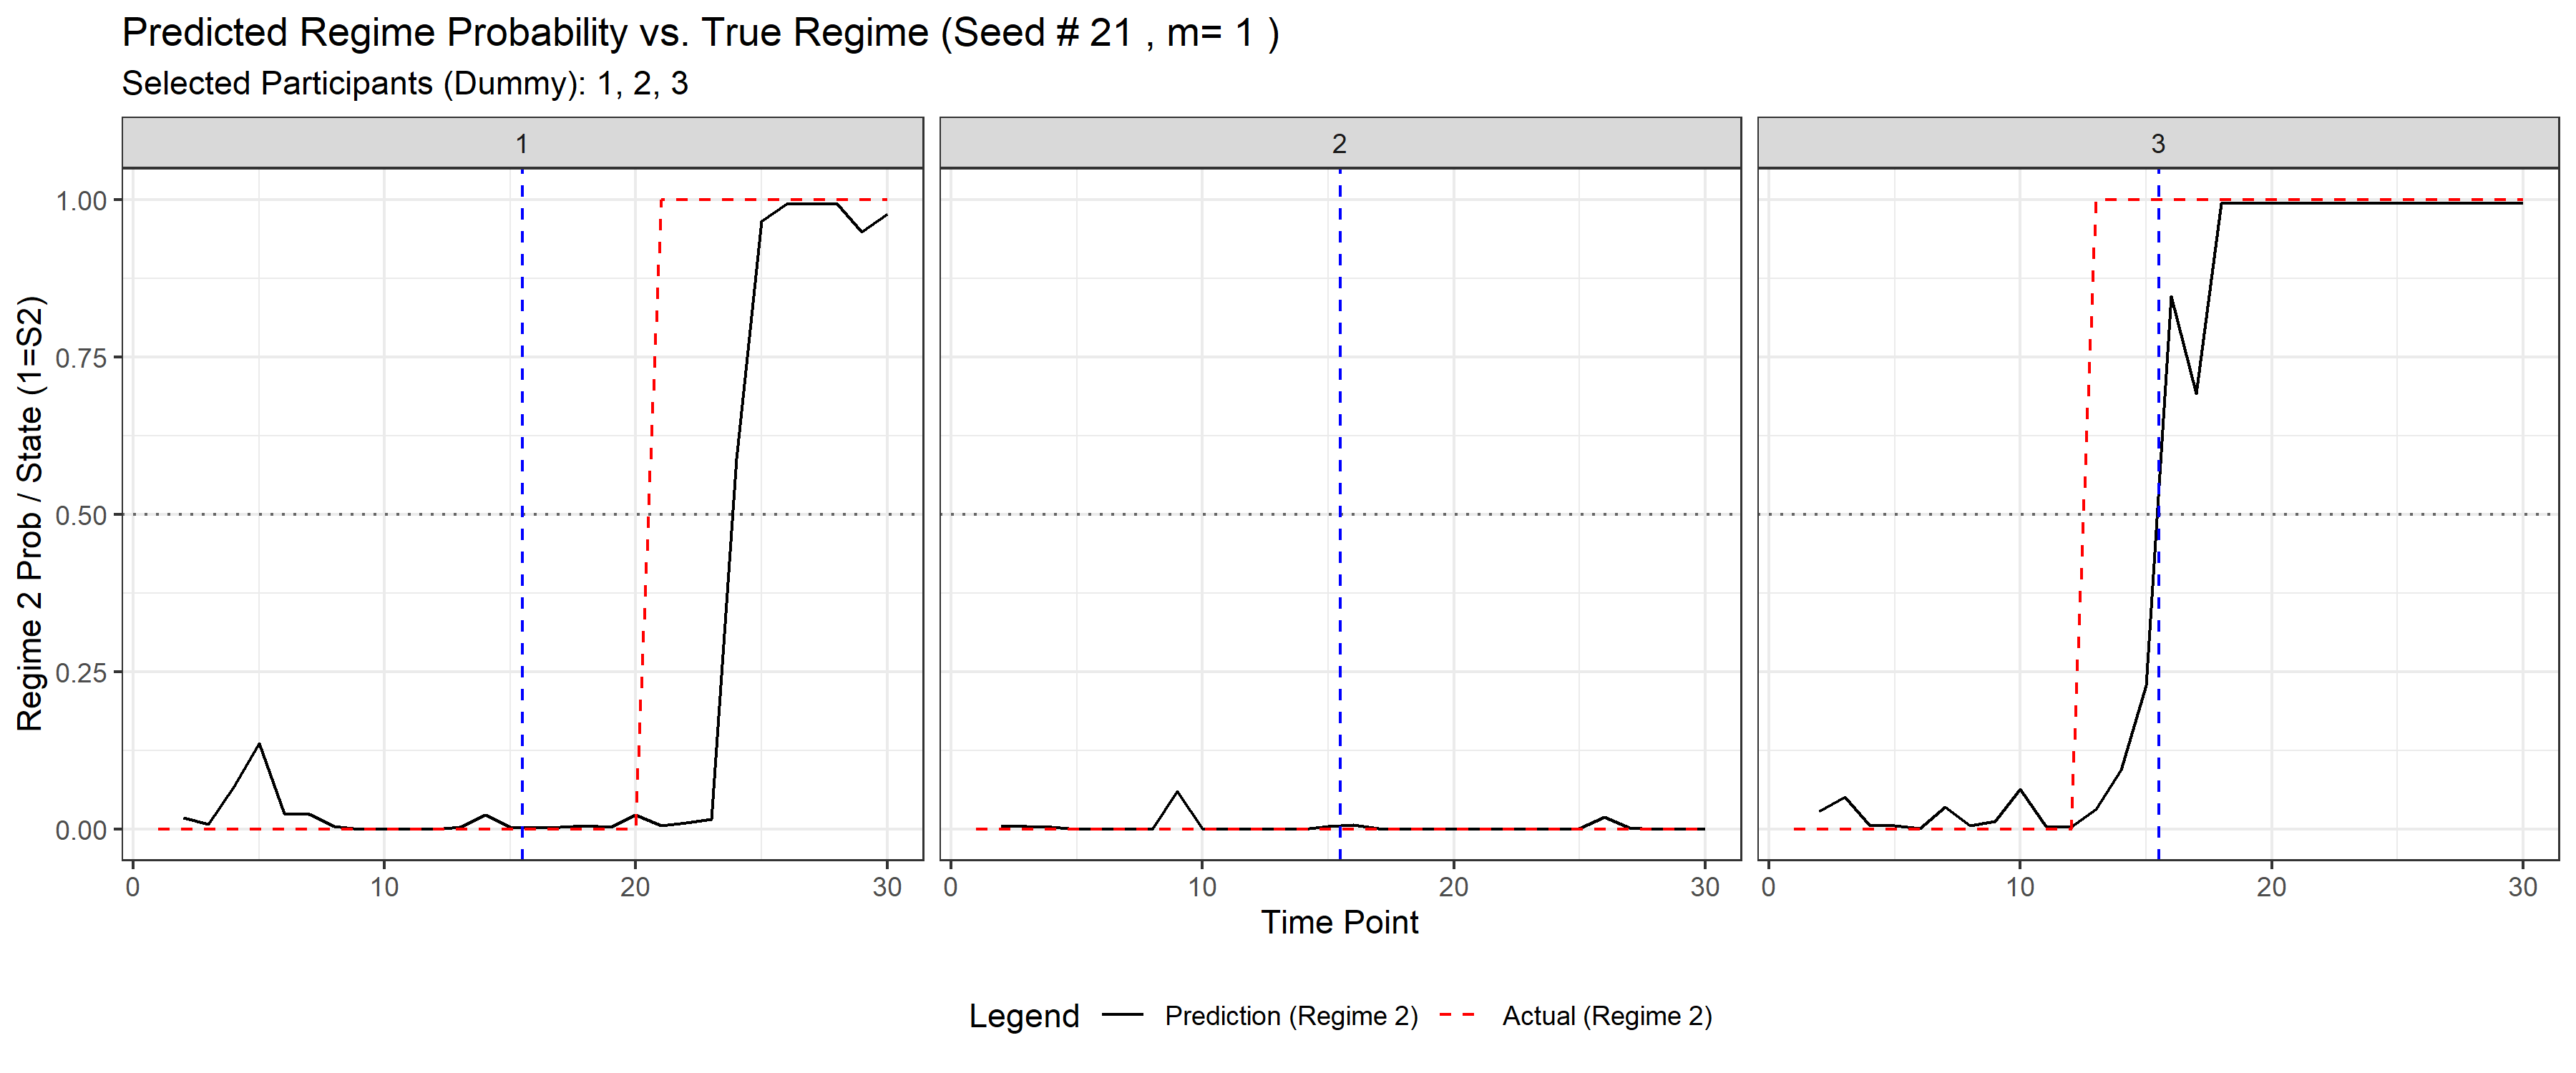 Predicted Regime Probability vs. True Regime (Seed # 21 , m= 1 )
Selected Participants (Dummy): 1, 2, 3
1
2
3
Regime 2 Prob / State (1=S2)
1.00
0.75
0.50
0.25
0.00
0
10
20
30
0
10
20
30
0
10
20
30
Time Point
Legend
Prediction (Regime 2)
Actual (Regime 2)